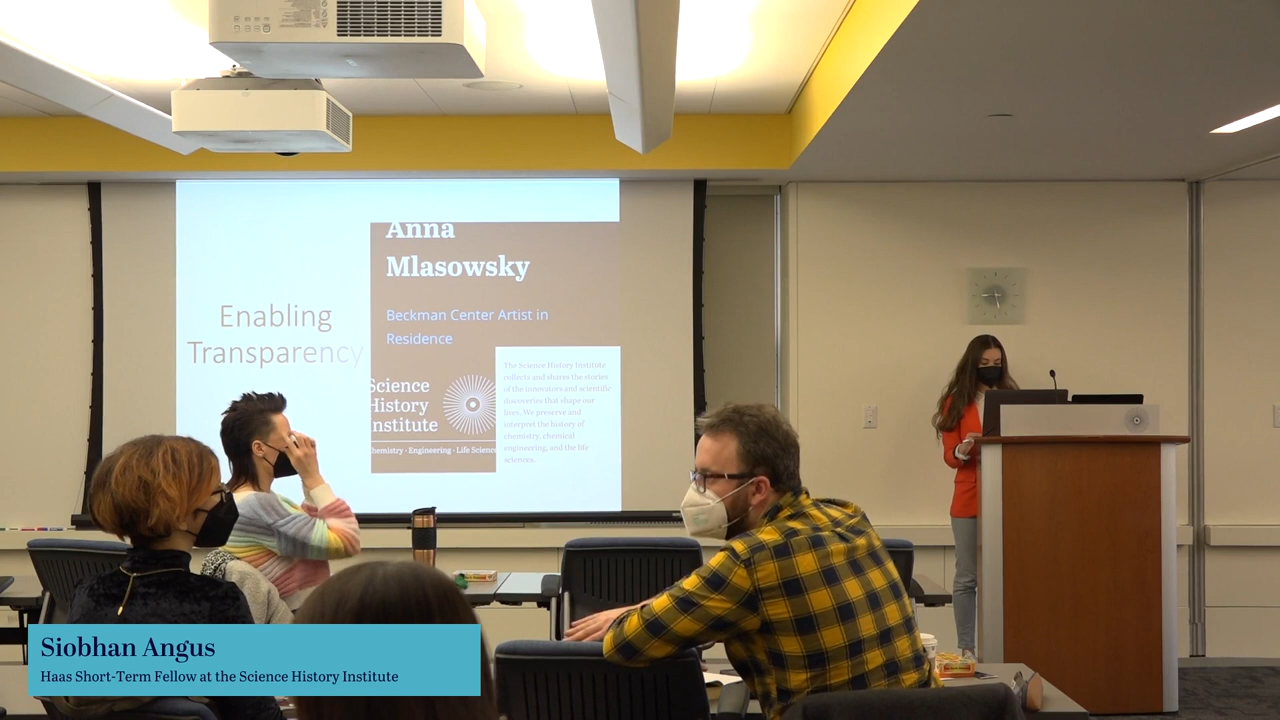 Anna
Mlasowsky
Beckman Center Artist in
Residence
Enabling
Transparency
Science
History
Institute
Chemistry · Engineering · Life Sciences
The Science History Institute
collects and shares the stories
of the innovators and scientific
discoveries that shape our
lives. We preserve and
interpret the history of
chemistry, chemical
engineering, and the life
sciences.
Siobhan Angus
Haas Short-Term Fellow at the Science History Institute